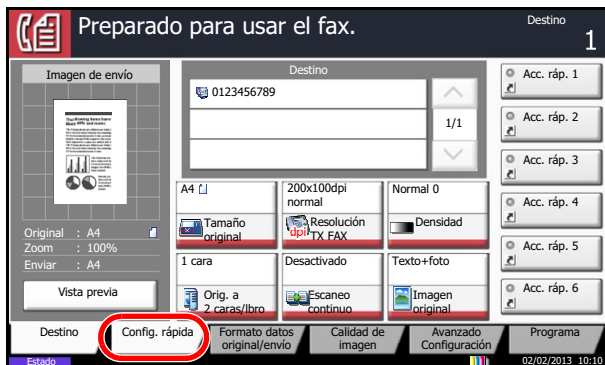 Preparado para usar el fax.
Destino
1
Imagen de envío
Original : A4
Zoom : 100%
Enviar : A4
Vista previa
Destino
0123456789
1/1
A4
Tamaño
original
200x100dpi
normal
dpi
Resolución
TX FAX
Normal 0
Densidad
1 cara
Orig. a
2 caras/lbro
Desactivado
Escaneo
continuo
Texto+foto
Imagen
original
Acc. ráp. 1
Acc. ráp. 2
Acc. ráp. 3
Acc. ráp. 4
Acc. ráp. 5
Acc. ráp. 6
Destino
Config. rápida
Formato datos
original/envío
Calidad de
imagen
Avanzado
Configuración
Programa
Estado
02/02/2013 10:10